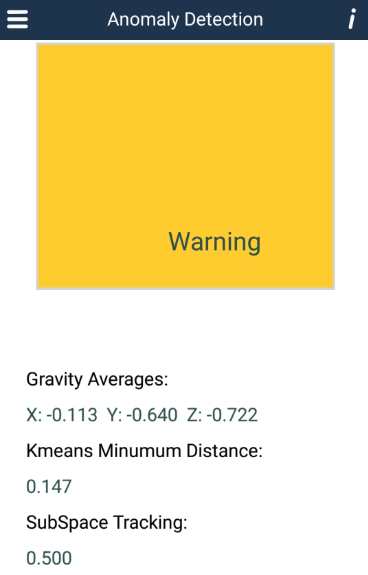 Anomaly Detection
Warning
Gravity Averages:
X: -0.113 Y: -0.640 Z: -0.722
Kmeans Minumum Distance:
0.147
SubSpace Tracking:
0.500